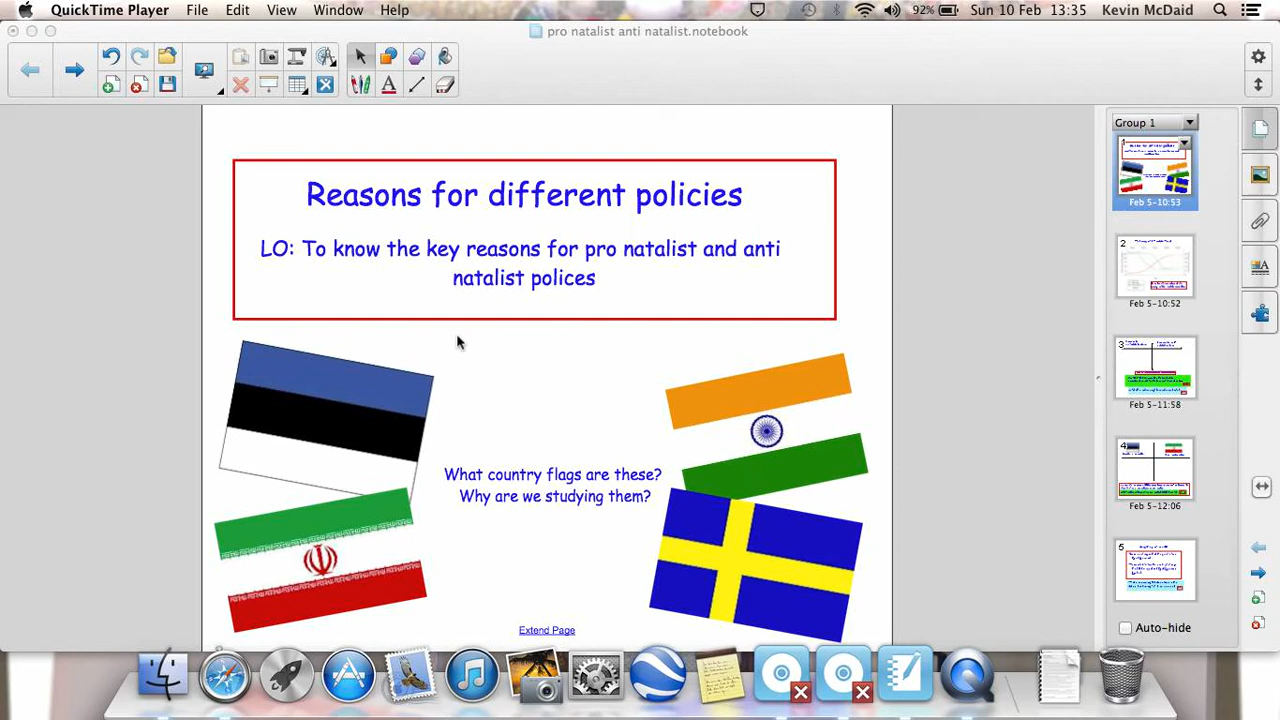 QuickTime Player File Edit View Window Help 92% Sun 10 Feb 13:35 Kevin McDaid
pro natalist anti natalist.notebook
Reasons for different policies
LO: To know the key reasons for pro natalist and anti
natalist polices
What country flags are these?
Why are we studying them?
Extend Page
Group 1
1
Feb 5-10:53
2
Feb 5-10:52
3
Feb 5-11:58
4
Feb 5-12:06
5
Auto-hide